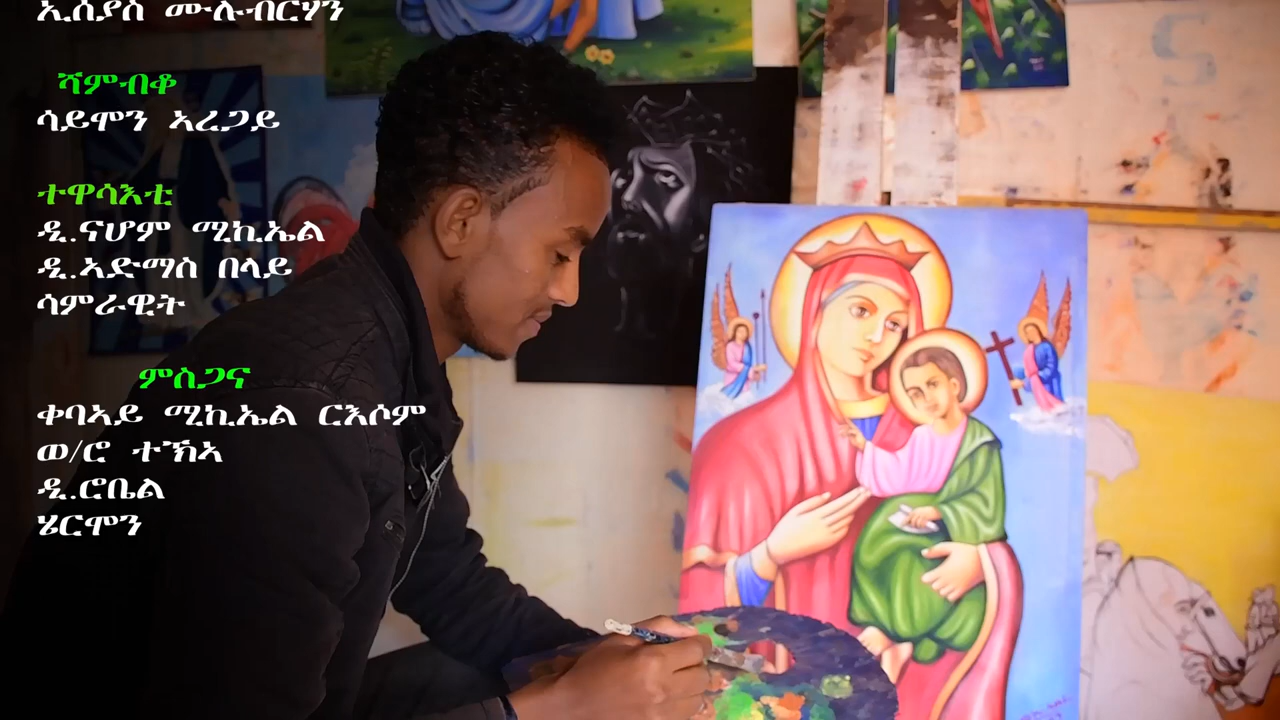 ኢሰያስ ሙሉብርሃን
ሻምብቆ
ሳይሞን ኣረጋይ
ተዋሳእቲ
ዲ.ናሆም ሚኪኤል
ዲ.ኣድማስ በላይ
ሳምራዊት
ምስጋና
ቀባኣይ ሚኪኤል ርእሶም
ወ/ሮ ተኽኣ
ዲ.ሮቤል
ሄርሞን